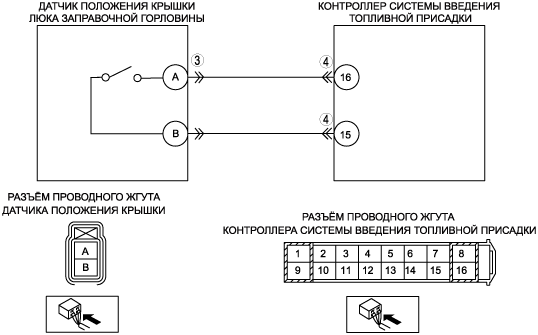 ДАТЧИК ПОЛОЖЕНИЯ КРЫШКИ
ЛЮКА ЗАПРАВОЧНОЙ ГОРЛОВИНЫ
КОНТРОЛЛЕР СИСТЕМЫ ВВЕДЕНИЯ
ТОПЛИВНОЙ ПРИСАДКИ
A 3 4 16
B 4 15
РАЗЪЁМ ПРОВОДНОГО ЖГУТА
ДАТЧИКА ПОЛОЖЕНИЯ КРЫШКИ
A
B
РАЗЪЁМ ПРОВОДНОГО ЖГУТА
КОНТРОЛЛЕРА СИСТЕМЫ ВВЕДЕНИЯ ТОПЛИВНОЙ ПРИСАДКИ
1 2 3 4 5 6 7 8
9 10 11 12 13 14 15 16